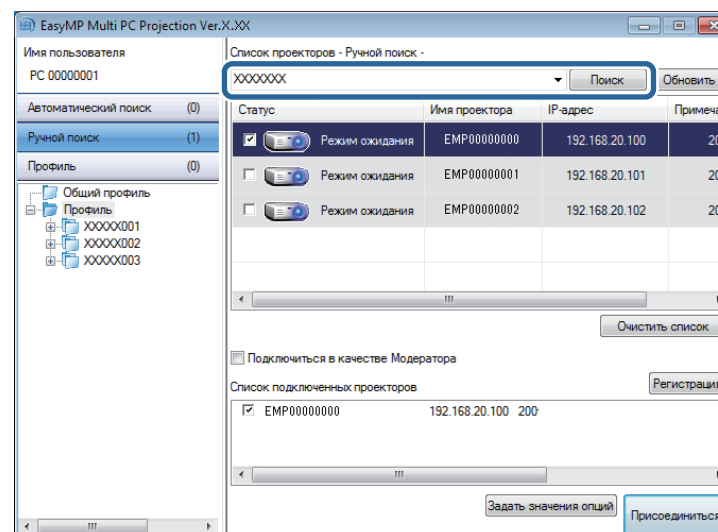 EasyMP Multi PC Projection Ver.X.XX
Имя пользователя
PC 00000001
Автоматический поиск (0)
Ручной поиск (1)
Профиль (0)
Общий профиль
Профиль
XXXXX001
XXXXX002
XXXXX003
Список проекторов - Ручной поиск -
XXXXXXX Поиск Обновить
Статус Имя проектора IP-адрес Примеча
Режим ожидания EMP00000000 192.168.20.100 20
Режим ожидания EMP00000001 192.168.20.101 20
Режим ожидания EMP00000002 192.168.20.102 20
Очистить список
Подключиться в качестве Модератора
Список подключенных проекторов Регистрация
EMP00000000 192.168.20.100 200
Задать значения опций Присоединиться